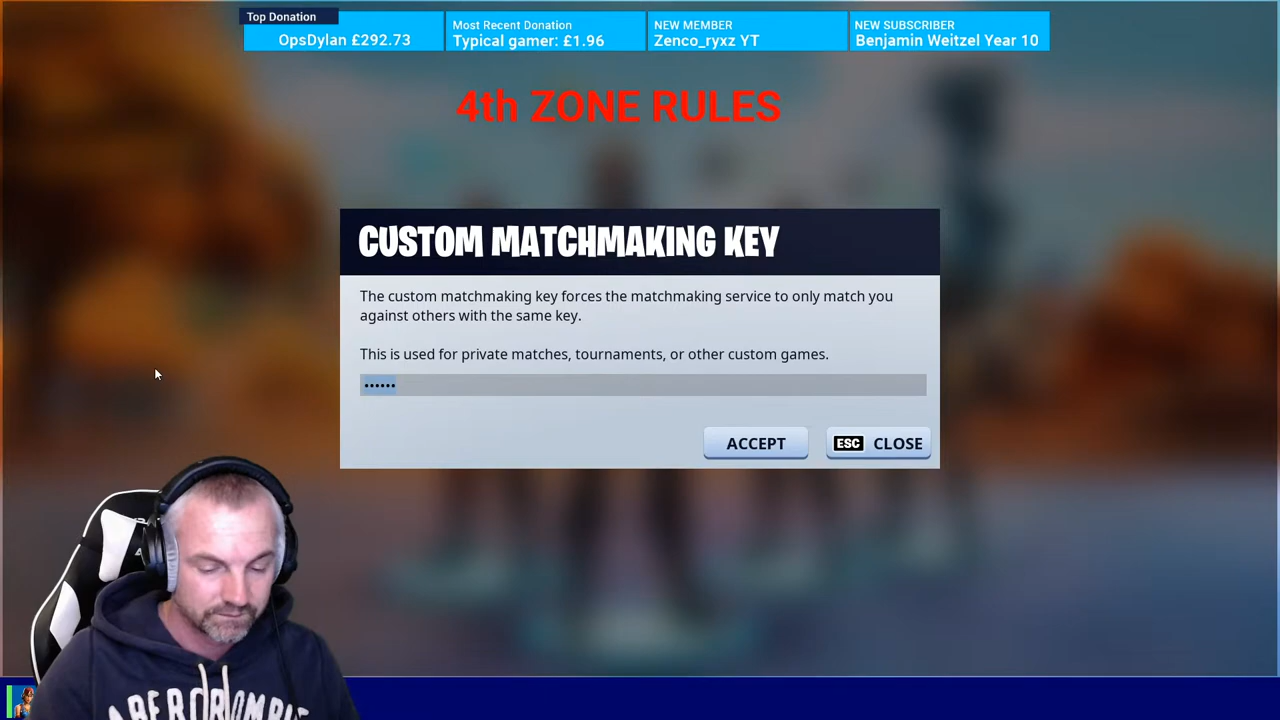 Top Donation
OpsDylan £292.73
Most Recent Donation
Typical gamer: £1.96
NEW MEMBER
Zenco_ryxz YT
NEW SUBSCRIBER
Benjamin Weitzel Year 10
4th ZONE RULES
CUSTOM MATCHMAKING KEY
The custom matchmaking key forces the matchmaking service to only match you
against others with the same key.
This is used for private matches, tournaments, or other custom games.
••••••
ACCEPT
ESC CLOSE
ABERCROMBIE